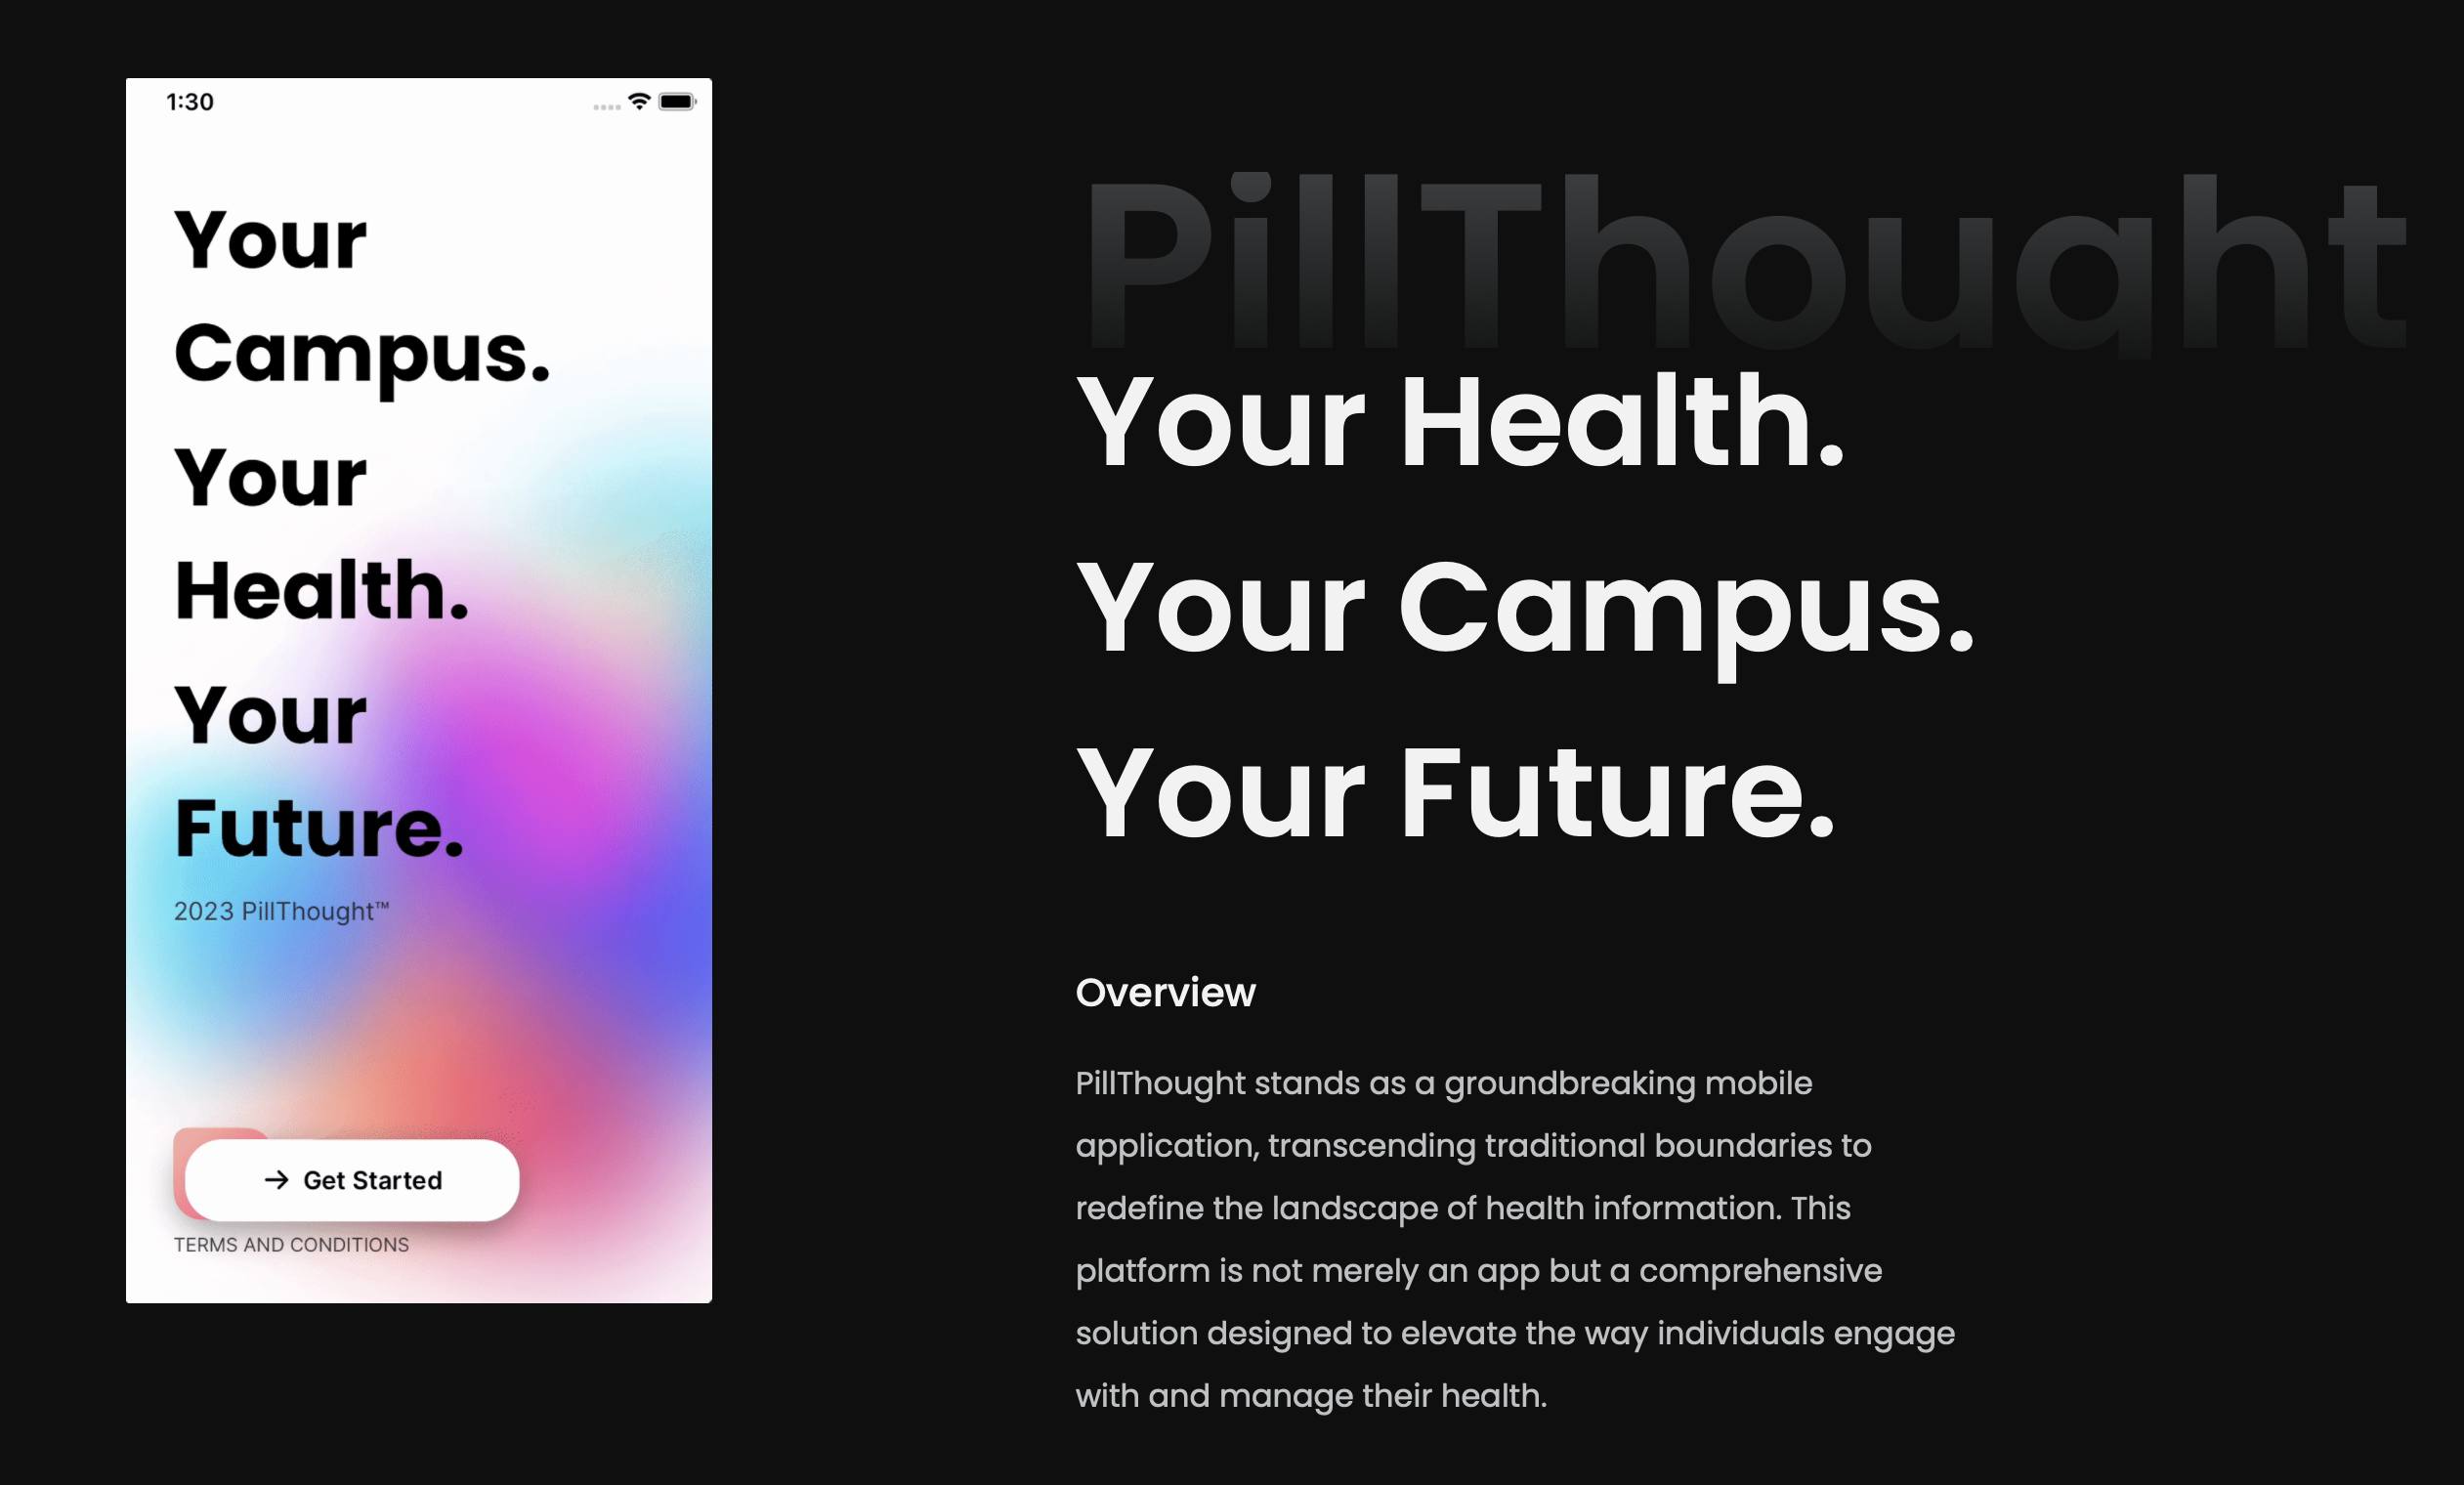 1:30
Your
Campus.
Your
Health.
Your
Future.
2023 PillThought™
→ Get Started
TERMS AND CONDITIONS
PillThought
Your Health.
Your Campus.
Your Future.
Overview
PillThought stands as a groundbreaking mobile
application, transcending traditional boundaries to
redefine the landscape of health information. This
platform is not merely an app but a comprehensive
solution designed to elevate the way individuals engage
with and manage their health.